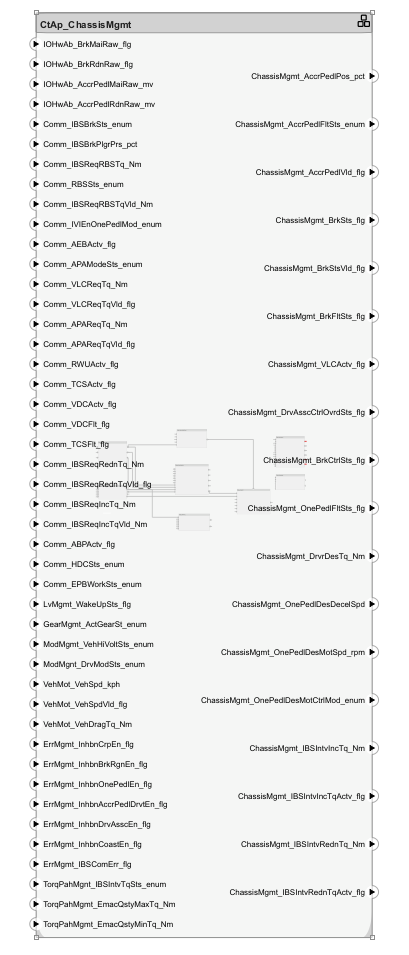 CtAp_ChassisMgmt
IOHwAb_BrkMaiRaw_flg
IOHwAb_BrkRdnRaw_flg
IOHwAb_AccrPedlMaiRaw_mv
IOHwAb_AccrPedlRdnRaw_mv
Comm_IBSBrkSts_enum
Comm_IBSBrkPlgrPrs_pct
Comm_IBSReqRBSTq_Nm
Comm_RBSSts_enum
Comm_IBSReqRBSTqVld_Nm
Comm_IVIEnOnePedlMod_enum
Comm_AEBActv_flg
Comm_APAModeSts_enum
Comm_VLCReqTq_Nm
Comm_VLCReqTqVld_flg
Comm_APAReqTq_Nm
Comm_APAReqTqVld_flg
Comm_RWUActv_flg
Comm_TCSActv_flg
Comm_VDCActv_flg
Comm_VDCFlt_flg
Comm_TCSFlt_flg
Comm_IBSReqRednTq_Nm
Comm_IBSReqRednTqVld_flg
Comm_IBSReqIncTq_Nm
Comm_IBSReqIncTqVld_Nm
Comm_ABPActv_flg
Comm_HDCSts_enum
Comm_EPBWorkSts_enum
LvMgmt_WakeUpSts_flg
GearMgmt_ActGearSt_enum
ModMgmt_VehHiVoltSts_enum
ModMgnt_DrvModSts_enum
VehMot_VehSpd_kph
VehMot_VehSpdVld_flg
VehMot_VehDragTq_Nm
ErrMgmt_InhbnCrpEn_flg
ErrMgmt_InhbnBrkRgnEn_flg
ErrMgmt_InhbnOnePedlEn_flg
ErrMgmt_InhbnAccrPedlDrvtEn_flg
ErrMgmt_InhbnDrvAsscEn_flg
ErrMgmt_InhbnCoastEn_flg
ErrMgmt_IBSComErr_flg
TorqPahMgmt_IBSIntvTqSts_enum
TorqPahMgmt_EmacQstyMaxTq_Nm
TorqPahMgmt_EmacQstyMinTq_Nm
ChassisMgmt_AccrPedlPos_pct
ChassisMgmt_AccrPedlFltSts_enum
ChassisMgmt_AccrPedlVld_flg
ChassisMgmt_BrkSts_flg
ChassisMgmt_BrkStsVld_flg
ChassisMgmt_BrkFltSts_flg
ChassisMgmt_VLCActv_flg
ChassisMgmt_DrvAsscCtrlOvrdSts_flg
ChassisMgmt_BrkCtrlSts_flg
ChassisMgmt_OnePedlFltSts_flg
ChassisMgmt_DrvrDesTq_Nm
ChassisMgmt_OnePedlDesDecelSpd
ChassisMgmt_OnePedlDesMotSpd_rpm
ChassisMgmt_OnePedlDesMotCtrlMod_enum
ChassisMgmt_IBSIntvIncTq_Nm
ChassisMgmt_IBSIntvIncTqActv_flg
ChassisMgmt_IBSIntvRednTq_Nm
ChassisMgmt_IBSIntvRednTqActv_flg